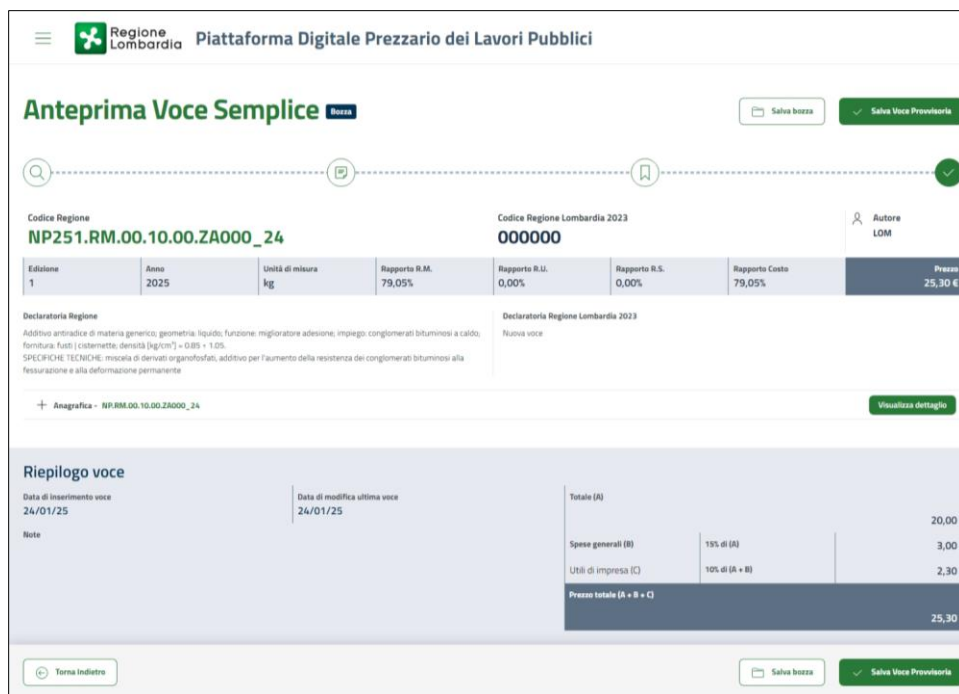 Regione
Lombardia
Piattaforma Digitale Prezzario dei Lavori Pubblici
Anteprima Voce Semplice Bozza
Salva bozza
Salva Voce Provvisoria
Codice Regione
NP251.RM.00.10.00.ZA000_24
Codice Regione Lombardia 2023
000000
Autore
LOM
Edizione
1
Anno
2025
Unità di misura
kg
Rapporto R.M.
79,05%
Rapporto R.U.
0,00%
Rapporto R.S.
0,00%
Rapporto Costo
79,05%
Prezzo
25,30 €
Declaratoria Regione
Additivo antiradice di materia generico; geometria: liquido; funzione: miglioratore adesione; impiego: conglomerati bituminosi a caldo;
fornitura: fusti | cisternette; densità [kg/cm³] = 0.85 ÷ 1.05.
SPECIFICHE TECNICHE: miscela di derivati organofosfati, additivo per l'aumento della resistenza dei conglomerati bituminosi alla
fessurazione e alla deformazione permanente
Declaratoria Regione Lombardia 2023
Nuova voce
+ Anagrafica - NP.RM.00.10.00.ZA000_24
Visualizza dettaglio
Riepilogo voce
Data di inserimento voce
24/01/25
Data di modifica ultima voce
24/01/25
Note
Totale (A)
20,00
Spese generali (B) 15% di (A) 3,00
Utili di impresa (C) 10% di (A + B) 2,30
Prezzo totale (A + B + C)
25,30
Torna Indietro
Salva bozza
Salva Voce Provvisoria